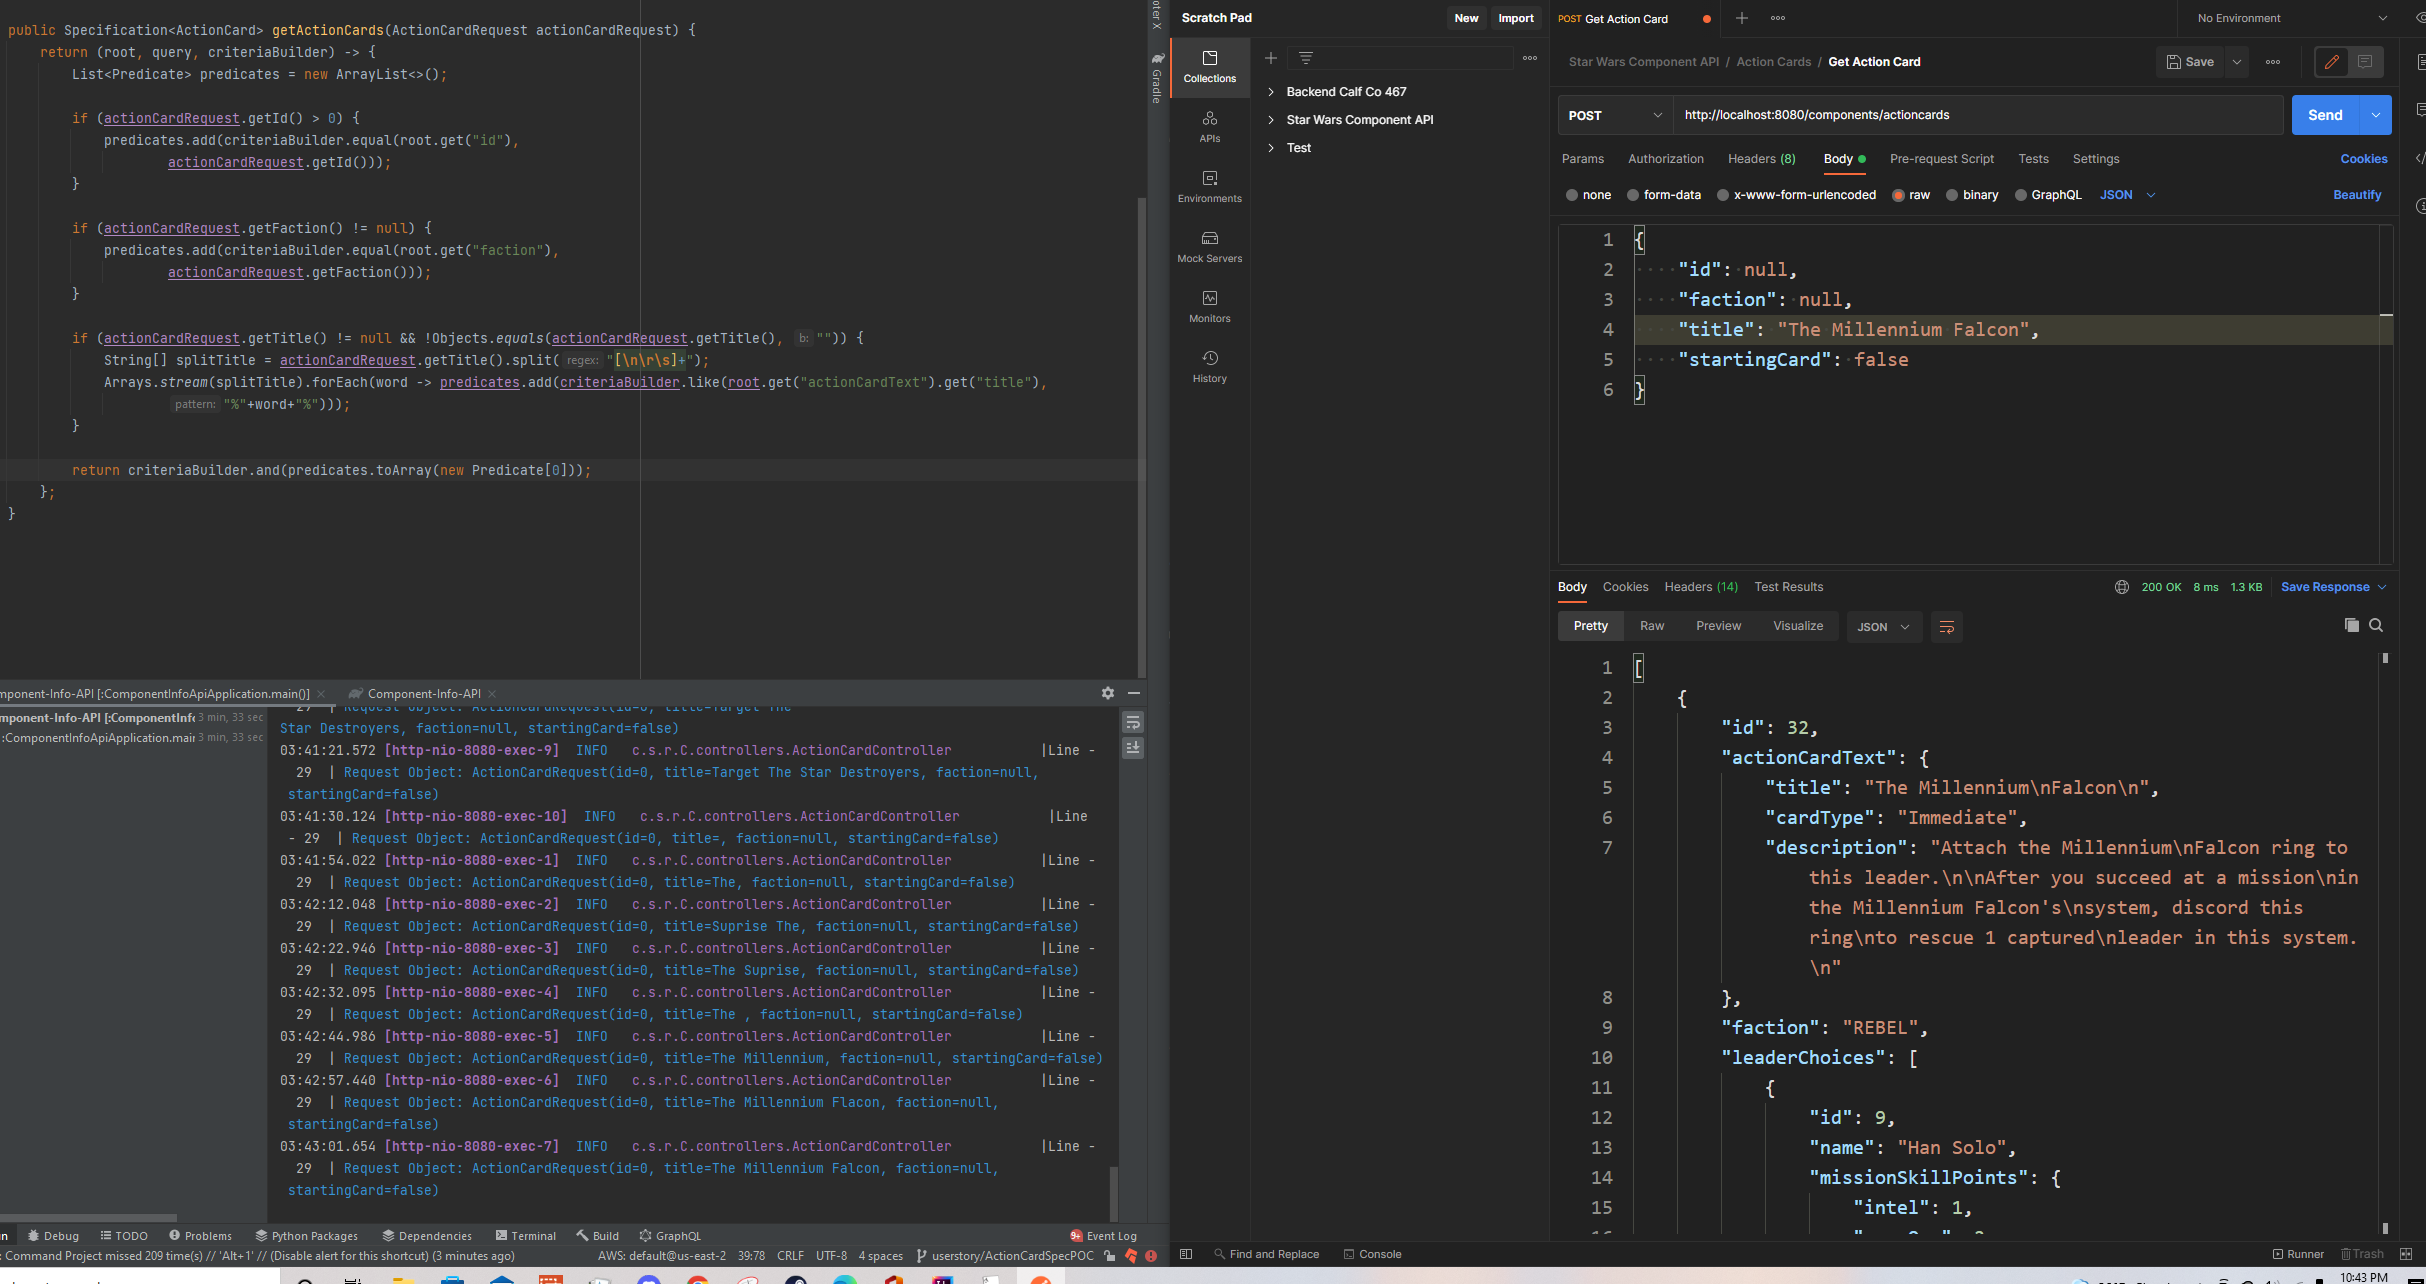 public Specification<ActionCard> getActionCards(ActionCardRequest actionCardRequest) {
return (root, query, criteriaBuilder) -> {
List<Predicate> predicates = new ArrayList<>();
if (actionCardRequest.getId() > 0) {
predicates.add(criteriaBuilder.equal(root.get("id"),
actionCardRequest.getId()));
}
if (actionCardRequest.getFaction() != null) {
predicates.add(criteriaBuilder.equal(root.get("faction"),
actionCardRequest.getFaction()));
}
if (actionCardRequest.getTitle() != null && !Objects.equals(actionCardRequest.getTitle(), b: "")) {
String[] splitTitle = actionCardRequest.getTitle().split( regex: "[\n\r\s]+");
Arrays.stream(splitTitle).forEach(word -> predicates.add(criteriaBuilder.like(root.get("actionCardText").get("title"),
pattern: "%"+word+"%")));
}
return criteriaBuilder.and(predicates.toArray(new Predicate[0]));
};
}
Gradle
mponent-Info-API [:ComponentInfoApiApplication.main()] ×
Component-Info-API ×
mponent-Info-API [:ComponentInfo 3 min, 33 sec
:ComponentInfoApiApplication.main 3 min, 33 sec
29 | Request Object: ActionCardRequest(id=0, title=Target The
Star Destroyers, faction=null, startingCard=false)
03:41:21.572 [http-nio-8080-exec-9] INFO c.s.r.C.controllers.ActionCardController |Line -
29 | Request Object: ActionCardRequest(id=0, title=Target The Star Destroyers, faction=null,
startingCard=false)
03:41:30.124 [http-nio-8080-exec-10] INFO c.s.r.C.controllers.ActionCardController |Line
- 29 | Request Object: ActionCardRequest(id=0, title=, faction=null, startingCard=false)
03:41:54.022 [http-nio-8080-exec-1] INFO c.s.r.C.controllers.ActionCardController |Line -
29 | Request Object: ActionCardRequest(id=0, title=The, faction=null, startingCard=false)
03:42:12.048 [http-nio-8080-exec-2] INFO c.s.r.C.controllers.ActionCardController |Line -
29 | Request Object: ActionCardRequest(id=0, title=Suprise The, faction=null, startingCard=false)
03:42:22.946 [http-nio-8080-exec-3] INFO c.s.r.C.controllers.ActionCardController |Line -
29 | Request Object: ActionCardRequest(id=0, title=The Suprise, faction=null, startingCard=false)
03:42:32.095 [http-nio-8080-exec-4] INFO c.s.r.C.controllers.ActionCardController |Line -
29 | Request Object: ActionCardRequest(id=0, title=The , faction=null, startingCard=false)
03:42:44.986 [http-nio-8080-exec-5] INFO c.s.r.C.controllers.ActionCardController |Line -
29 | Request Object: ActionCardRequest(id=0, title=The Millennium, faction=null, startingCard=false)
03:42:57.440 [http-nio-8080-exec-6] INFO c.s.r.C.controllers.ActionCardController |Line -
29 | Request Object: ActionCardRequest(id=0, title=The Millennium Flacon, faction=null,
startingCard=false)
03:43:01.654 [http-nio-8080-exec-7] INFO c.s.r.C.controllers.ActionCardController |Line -
29 | Request Object: ActionCardRequest(id=0, title=The Millennium Falcon, faction=null,
startingCard=false)
Debug TODO Problems Python Packages Dependencies Terminal Build GraphQL 9+ Event Log
: Command Project missed 209 time(s) // 'Alt+1' // (Disable alert for this shortcut) (3 minutes ago) AWS: default@us-east-2 39:78 CRLF UTF-8 4 spaces userstory/ActionCardSpecPOC
Scratch Pad New Import
Collections
APIs
Environments
Mock Servers
Monitors
History
Backend Calf Co 467
Star Wars Component API
Test
POST Get Action Card
No Environment
Star Wars Component API / Action Cards / Get Action Card Save
POST http://localhost:8080/components/actioncards Send
Params Authorization Headers (8) Body Pre-request Script Tests Settings Cookies
none form-data x-www-form-urlencoded raw binary GraphQL JSON Beautify
1 {
2 "id": null,
3 "faction": null,
4 "title": "The Millennium Falcon",
5 "startingCard": false
6 }
Body Cookies Headers (14) Test Results 200 OK 8 ms 1.3 KB Save Response
Pretty Raw Preview Visualize JSON
1 [
2 {
3 "id": 32,
4 "actionCardText": {
5 "title": "The Millennium\nFalcon\n",
6 "cardType": "Immediate",
7 "description": "Attach the Millennium\nFalcon ring to
this leader.\n\nAfter you succeed at a mission\nin
the Millennium Falcon's\nsystem, discord this
ring\nto rescue 1 captured\nleader in this system.
\n"
8 },
9 "faction": "REBEL",
10 "leaderChoices": [
11 {
12 "id": 9,
13 "name": "Han Solo",
14 "missionSkillPoints": {
15 "intel": 1,
Find and Replace Console Runner Trash
10:43 PM